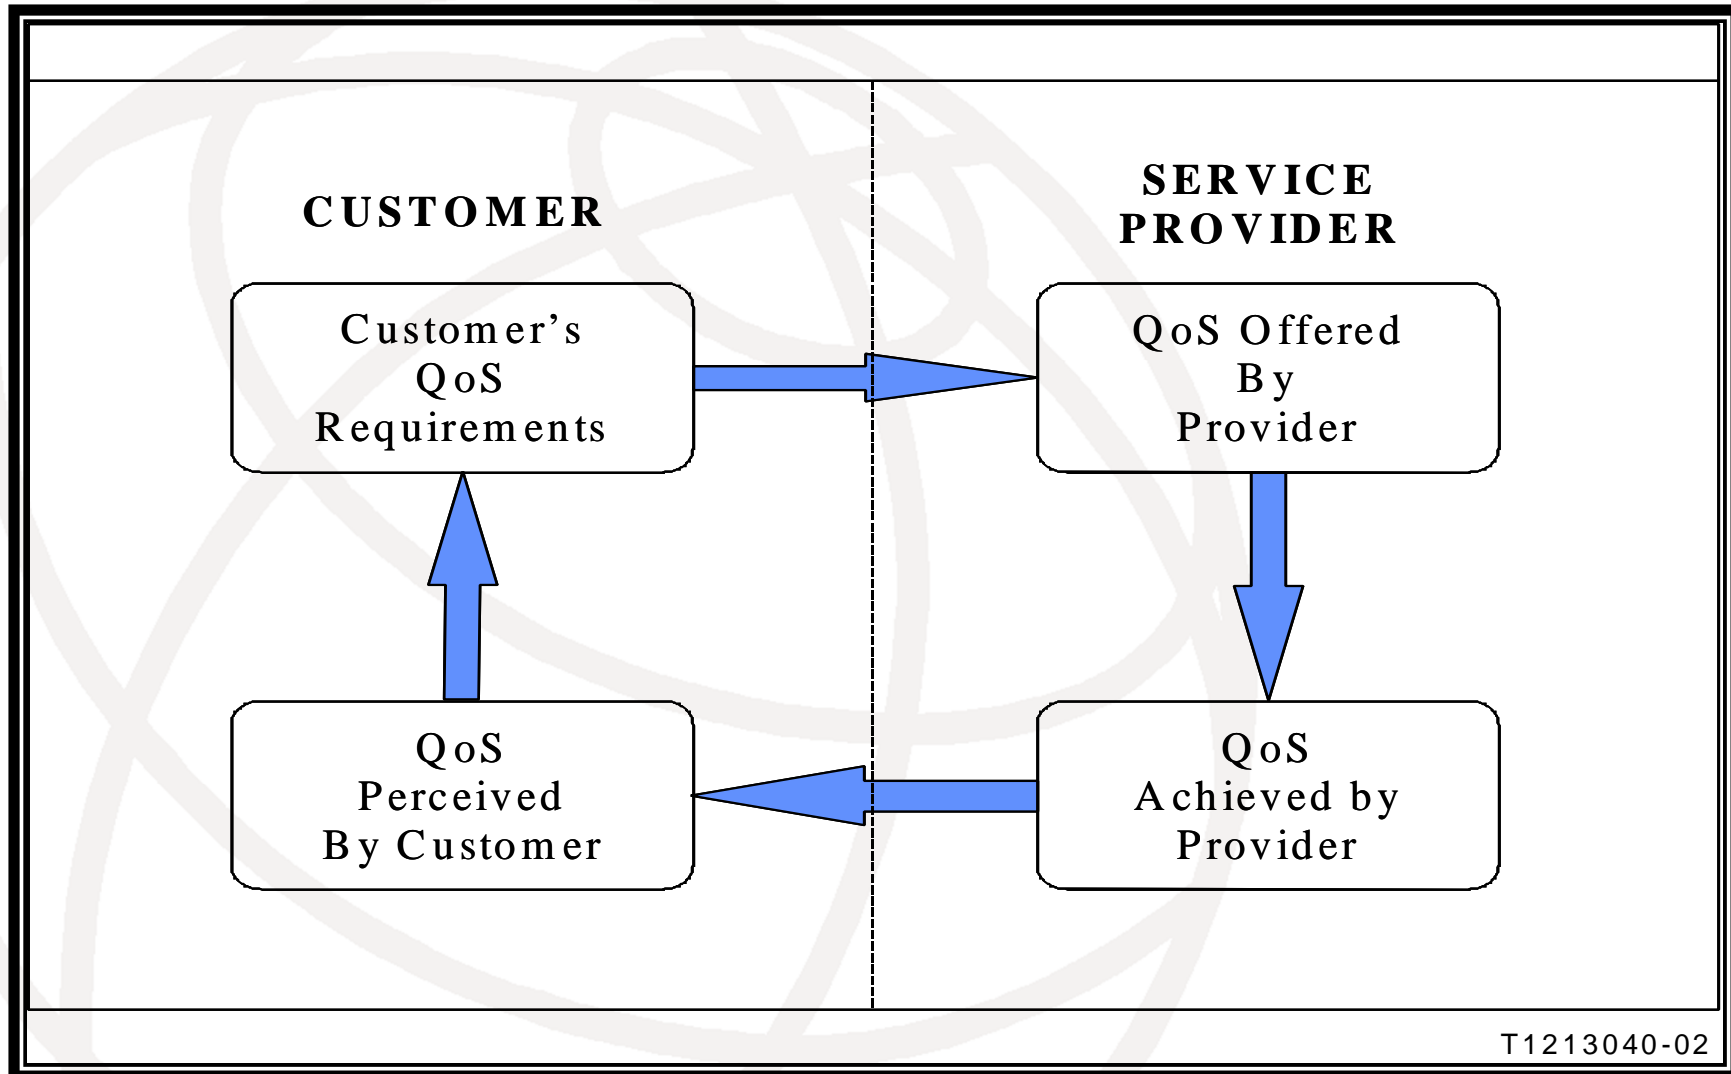 CUSTOMER
SERVICE
PROVIDER
Customer’s
QoS
Requirements
QoS Offered
By
Provider
QoS
Perceived
By Customer
QoS
Achieved by
Provider
T1213040-02